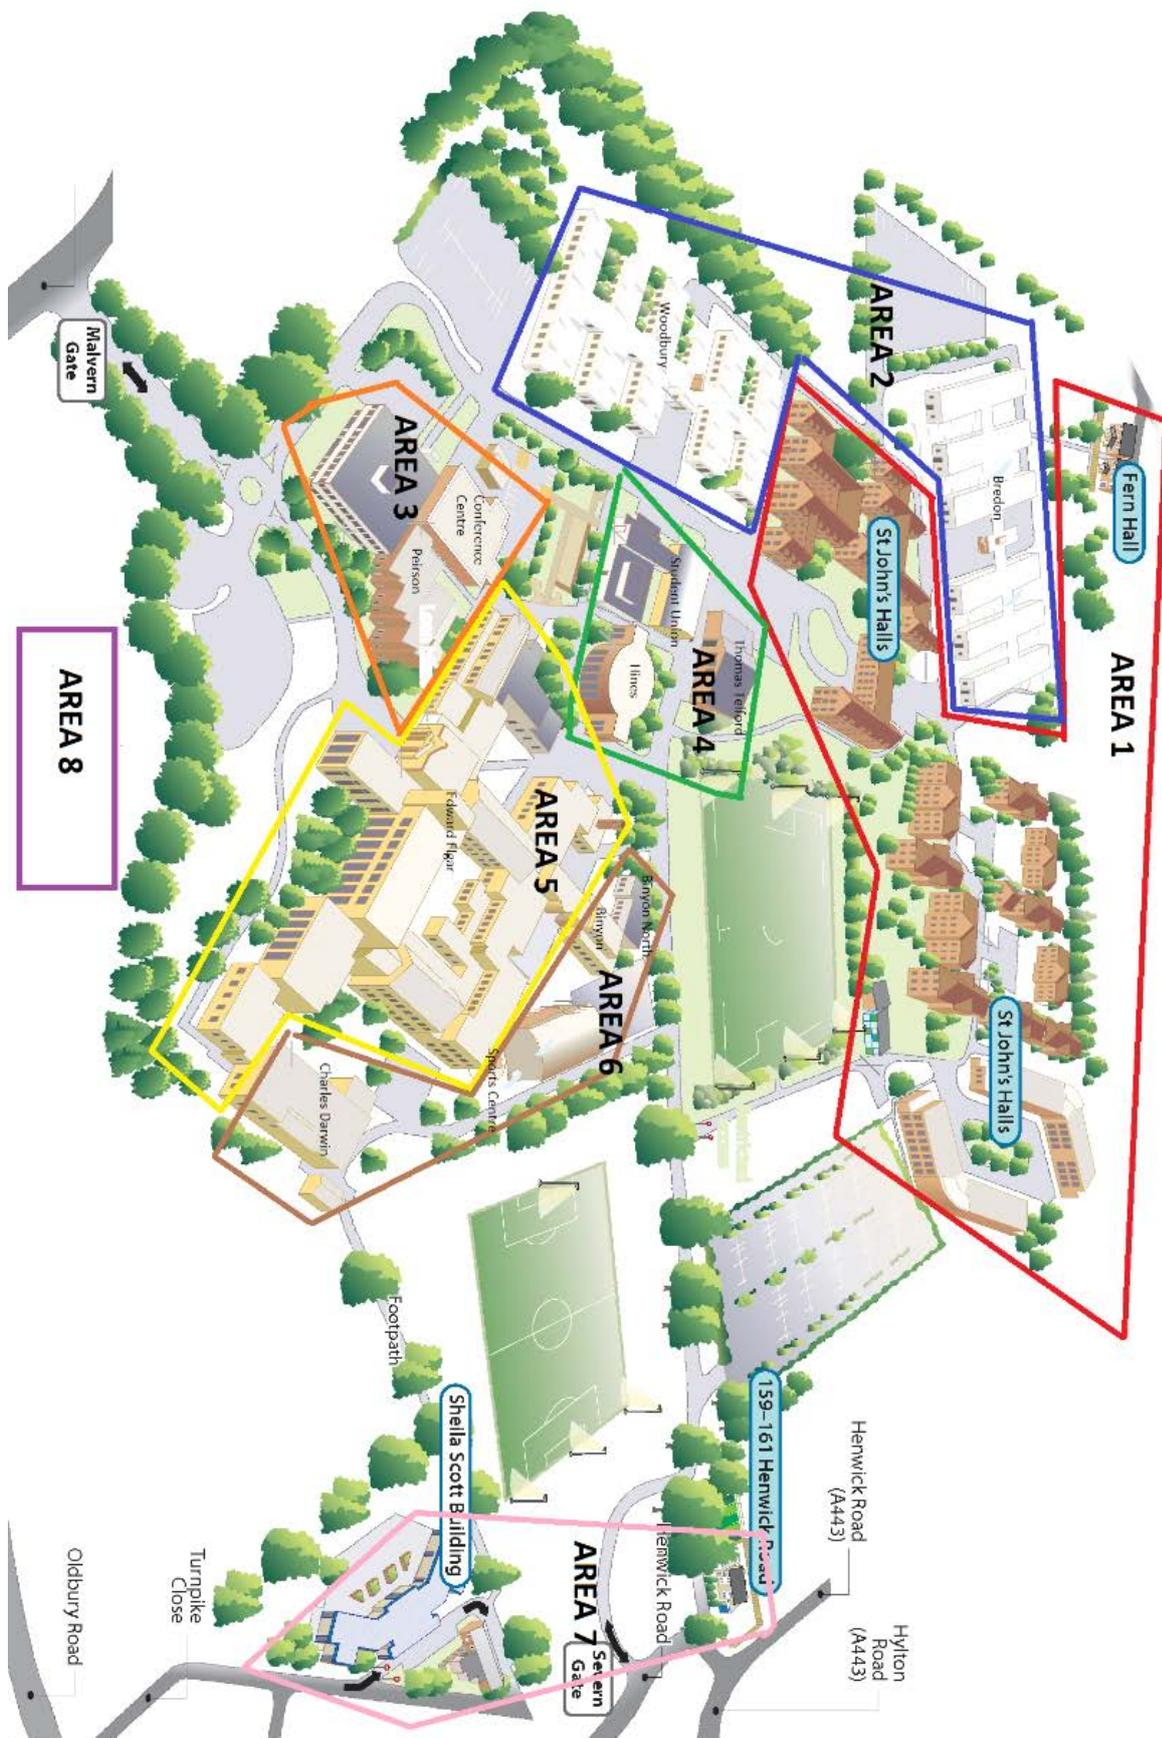 Fern Hall
AREA 1
St John's Halls
Bredon
Hylton
Road
(A443)
St John's Halls
AREA 2
Henwick Road
(A443)
159–161 Henwick Road
Thomas Telford
AREA 4
Student Union
Woodbury
Henwick Road
Binyon North
Hines
AREA 6
Binyon
Severn
Gate
AREA 7
AREA 5
Sports Centre
Conference
Centre
Sheila Scott Building
Edward Elgar
Peirson
AREA 3
Footpath
Charles Darwin
Turnpike
Close
Malvern
Gate
Oldbury Road
AREA 8